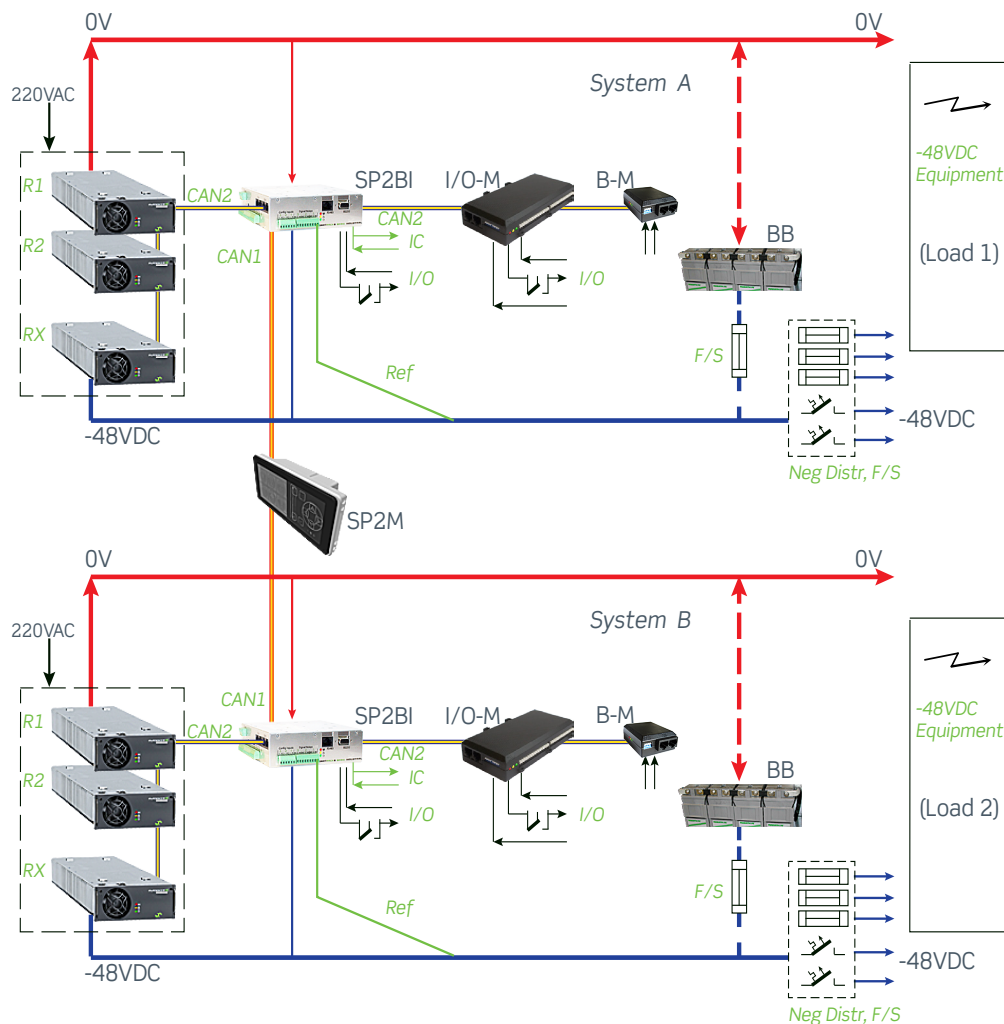 0V
0V
System A
220VAC
R1
R2
RX
CAN2
SP2BI
I/O-M
B-M
CAN2
IC
CAN1
I/O
I/O
BB
F/S
Ref
-48VDC
-48VDC
Equipment
(Load 1)
-48VDC
Neg Distr, F/S
SP2M
0V
0V
System B
220VAC
R1
R2
RX
CAN1
CAN2
SP2BI
I/O-M
B-M
CAN2
IC
I/O
I/O
BB
F/S
Ref
-48VDC
-48VDC
Equipment
(Load 2)
-48VDC
Neg Distr, F/S